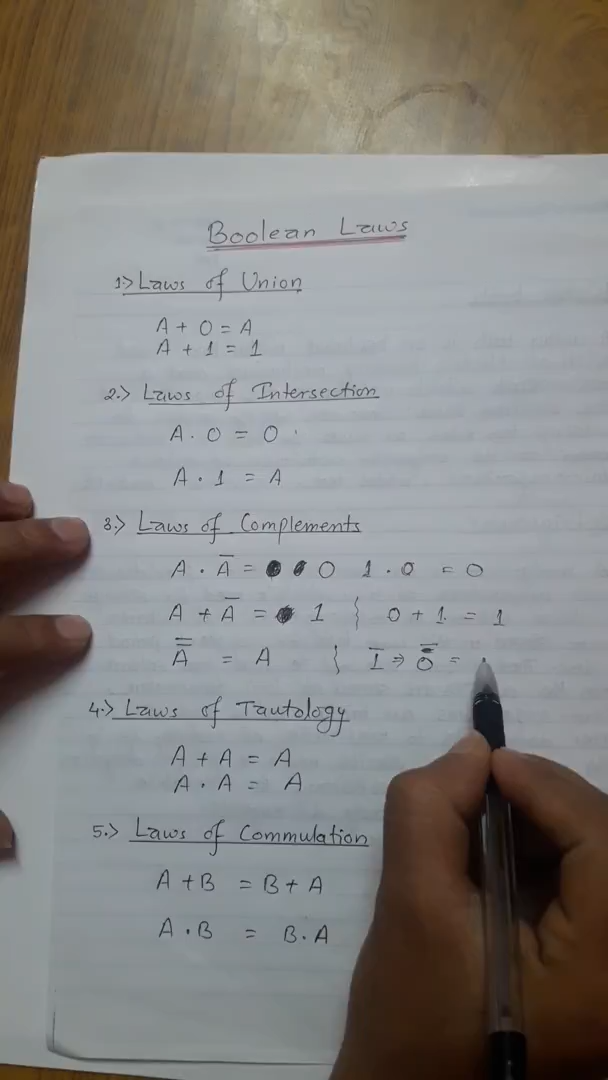 Boolean Laws
1.> Laws of Union
A + 0 = A
A + 1 = 1
2.> Laws of Intersection
A . 0 = 0
A . 1 = A
3.> Laws of Complements
A . A̅ = 0 1 . 0 = 0
A + A̅ = 1 { 0 + 1 = 1
A̿ = A { 1̅ ⇒ 0̅ =
4.> Laws of Tautology
A + A = A
A . A = A
5.> Laws of Commulation
A + B = B + A
A . B = B . A